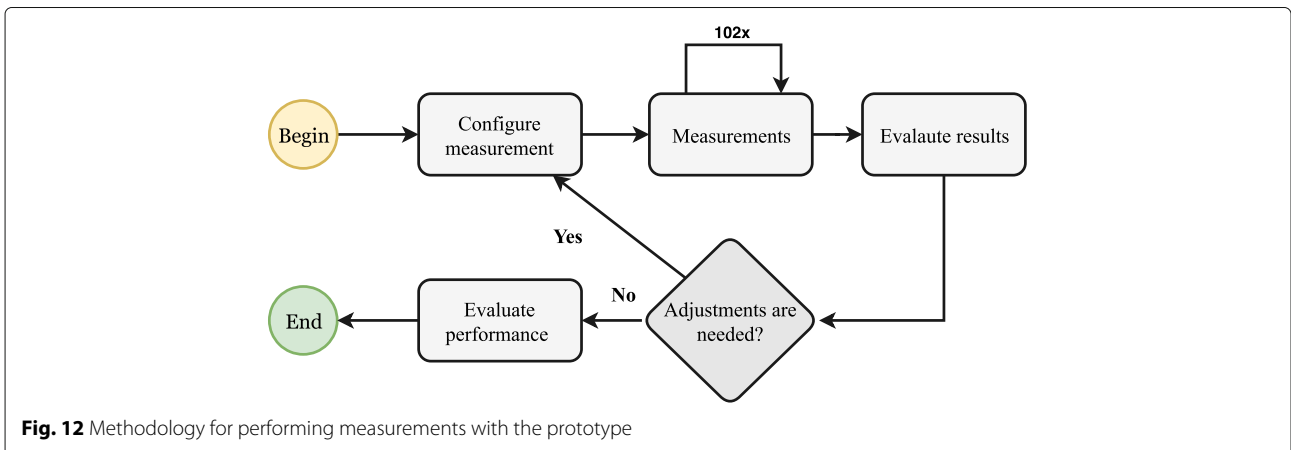 102x
Begin
Configure
measurement
Measurements
Evalaute results
Yes
Adjustments are
needed?
No
Evaluate
performance
End
Fig. 12 Methodology for performing measurements with the prototype